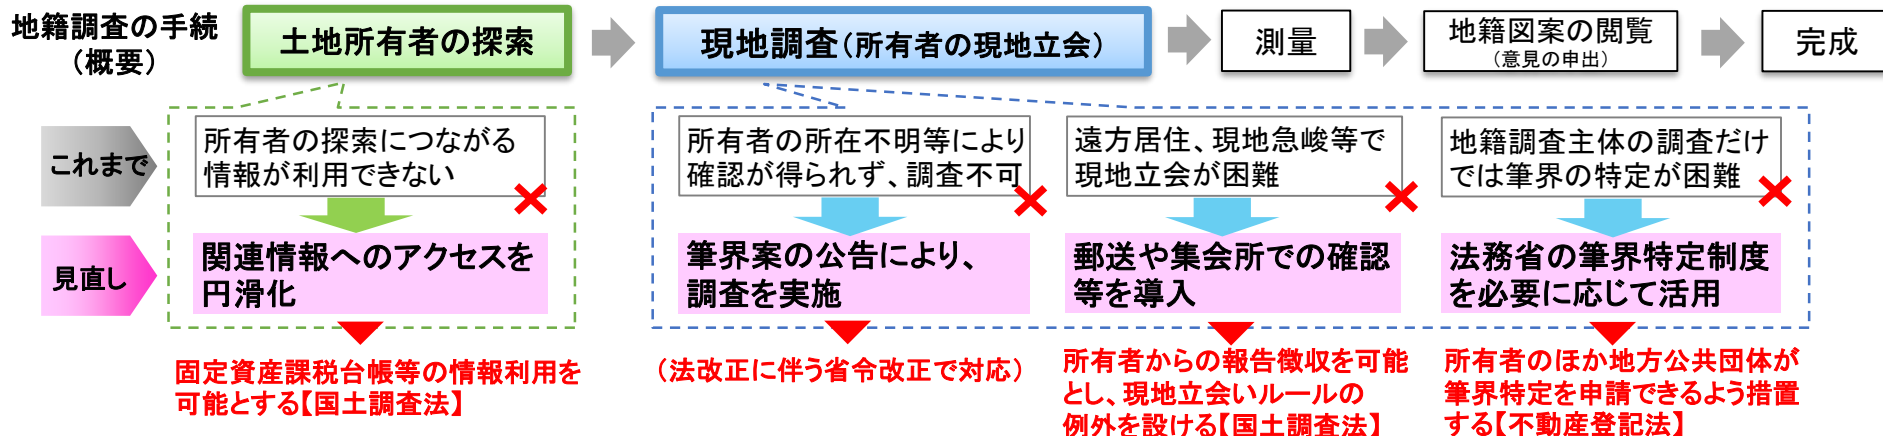 地籍調査の手続
（概要）
土地所有者の探索
現地調査（所有者の現地立会）
測量
地籍図案の閲覧
（意見の申出）
完成
これまで
所有者の探索につながる
情報が利用できない
所有者の所在不明等により
確認が得られず、調査不可
遠方居住、現地急峻等で
現地立会が困難
地籍調査主体の調査だけ
では筆界の特定が困難
見直し
関連情報へのアクセスを
円滑化
筆界案の公告により、
調査を実施
郵送や集会所での確認
等を導入
法務省の筆界特定制度
を必要に応じて活用
固定資産課税台帳等の情報利用を
可能とする【国土調査法】
（法改正に伴う省令改正で対応）
所有者からの報告徴収を可能
とし、現地立会いルールの
例外を設ける【国土調査法】
所有者のほか地方公共団体が
筆界特定を申請できるよう措置
する【不動産登記法】